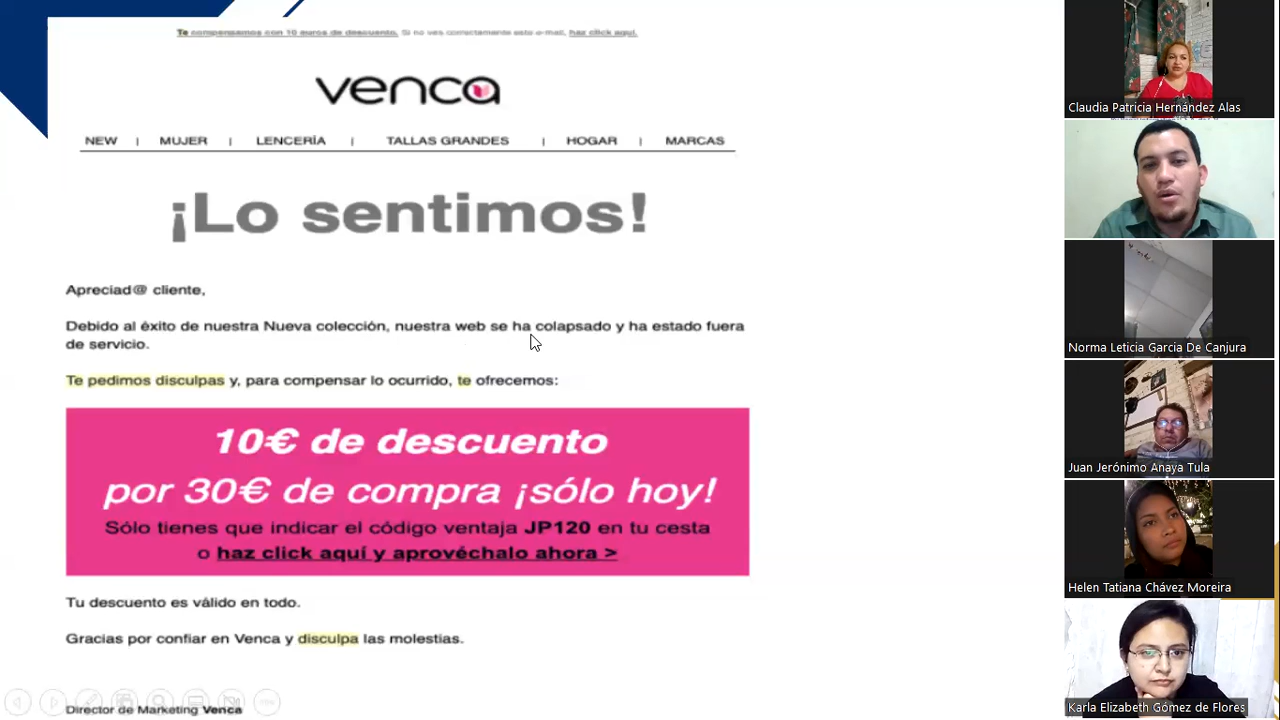 Te compensamos con 10 euros de descuento. Si no ves correctamente este e-mail, haz click aquí.
venca
NEW | MUJER | LENCERÍA | TALLAS GRANDES | HOGAR | MARCAS
¡Lo sentimos!
Apreciad@ cliente,
Debido al éxito de nuestra Nueva colección, nuestra web se ha colapsado y ha estado fuera
de servicio.
Te pedimos disculpas y, para compensar lo ocurrido, te ofrecemos:
10€ de descuento
por 30€ de compra ¡sólo hoy!
Sólo tienes que indicar el código ventaja JP120 en tu cesta
o haz click aquí y aprovéchalo ahora >
Tu descuento es válido en todo.
Gracias por confiar en Venca y disculpa las molestias.
Director de Marketing Venca
Claudia Patricia Hernández Alas
Norma Leticia Garcia De Canjura
Juan Jerónimo Anaya Tula
Helen Tatiana Chávez Moreira
Karla Elizabeth Gómez de Flores